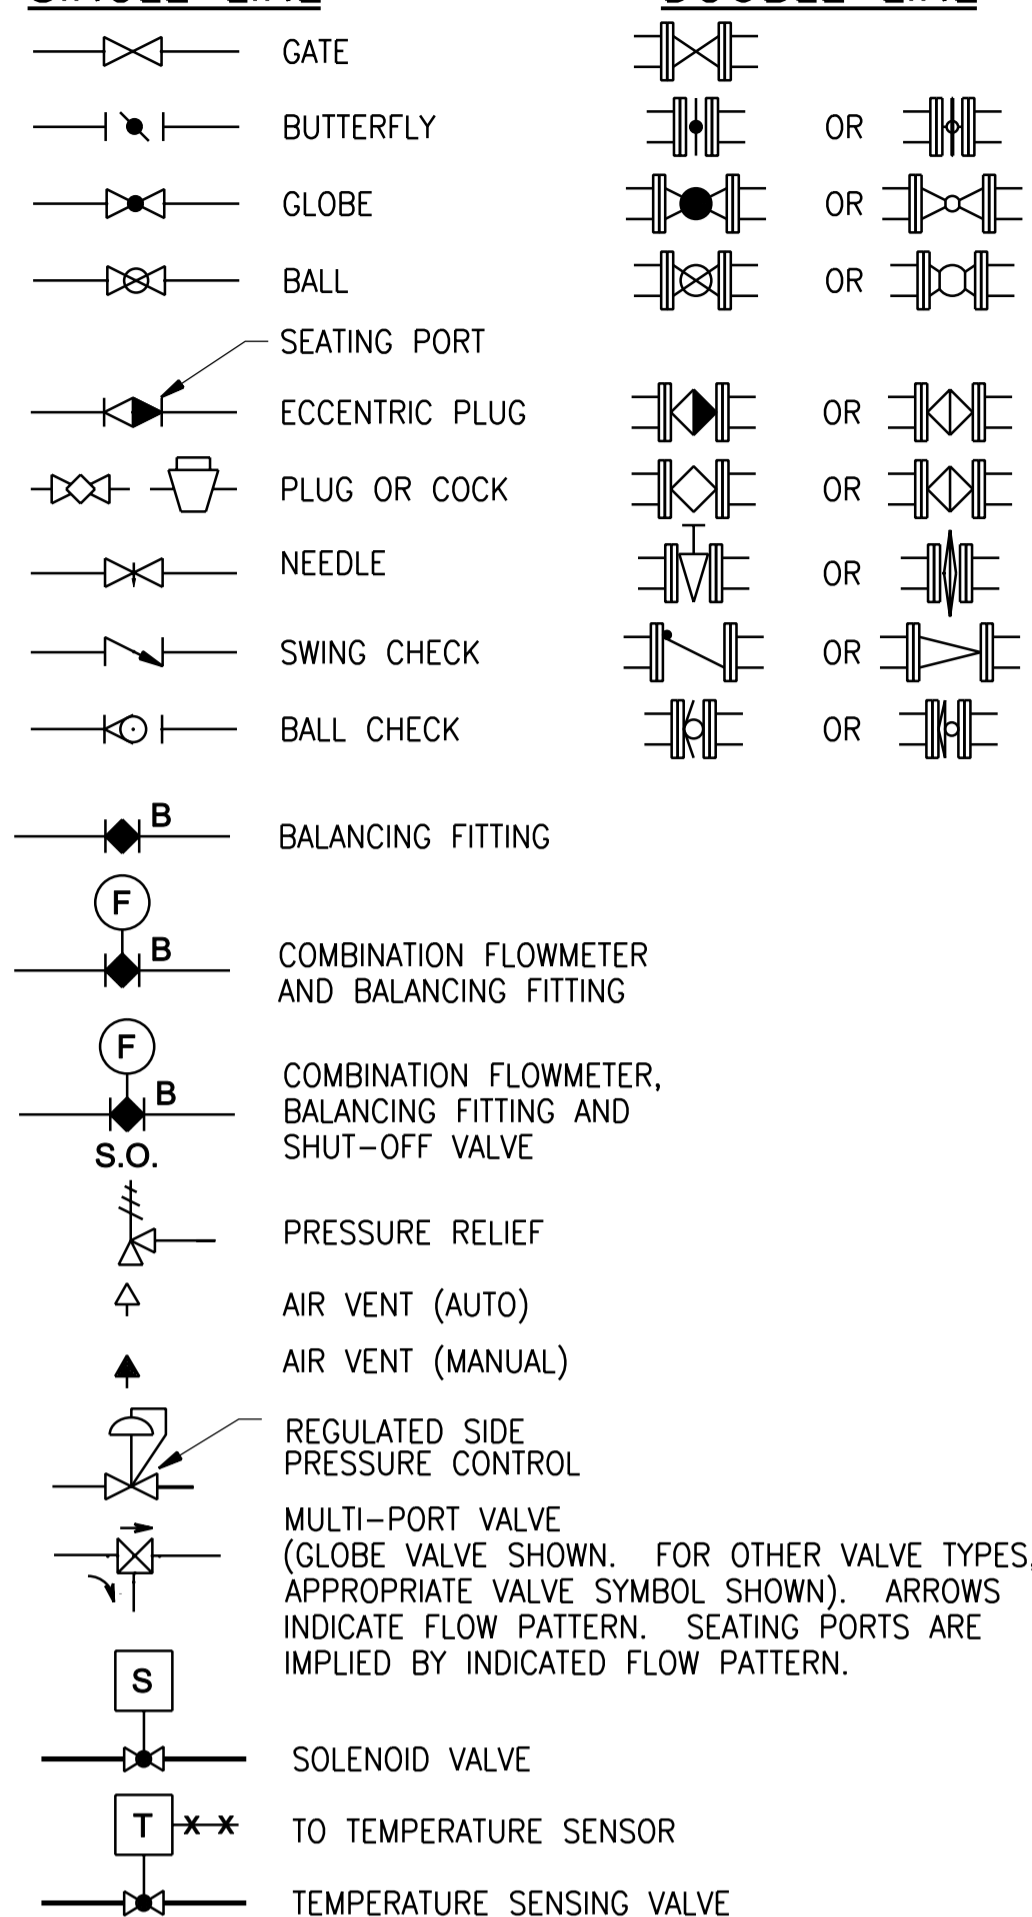 SINGLE LINE DOUBLE LINE
GATE
BUTTERFLY OR
GLOBE OR
BALL OR
SEATING PORT
ECCENTRIC PLUG OR
PLUG OR COCK OR
NEEDLE OR
SWING CHECK OR
BALL CHECK OR
B BALANCING FITTING
F
B
COMBINATION FLOWMETER
AND BALANCING FITTING
F
B
S.O.
COMBINATION FLOWMETER,
BALANCING FITTING AND
SHUT-OFF VALVE
PRESSURE RELIEF
AIR VENT (AUTO)
AIR VENT (MANUAL)
REGULATED SIDE
PRESSURE CONTROL
MULTI-PORT VALVE
(GLOBE VALVE SHOWN. FOR OTHER VALVE TYPES,
APPROPRIATE VALVE SYMBOL SHOWN). ARROWS
INDICATE FLOW PATTERN. SEATING PORTS ARE
IMPLIED BY INDICATED FLOW PATTERN.
S
SOLENOID VALVE
T X X TO TEMPERATURE SENSOR
TEMPERATURE SENSING VALVE